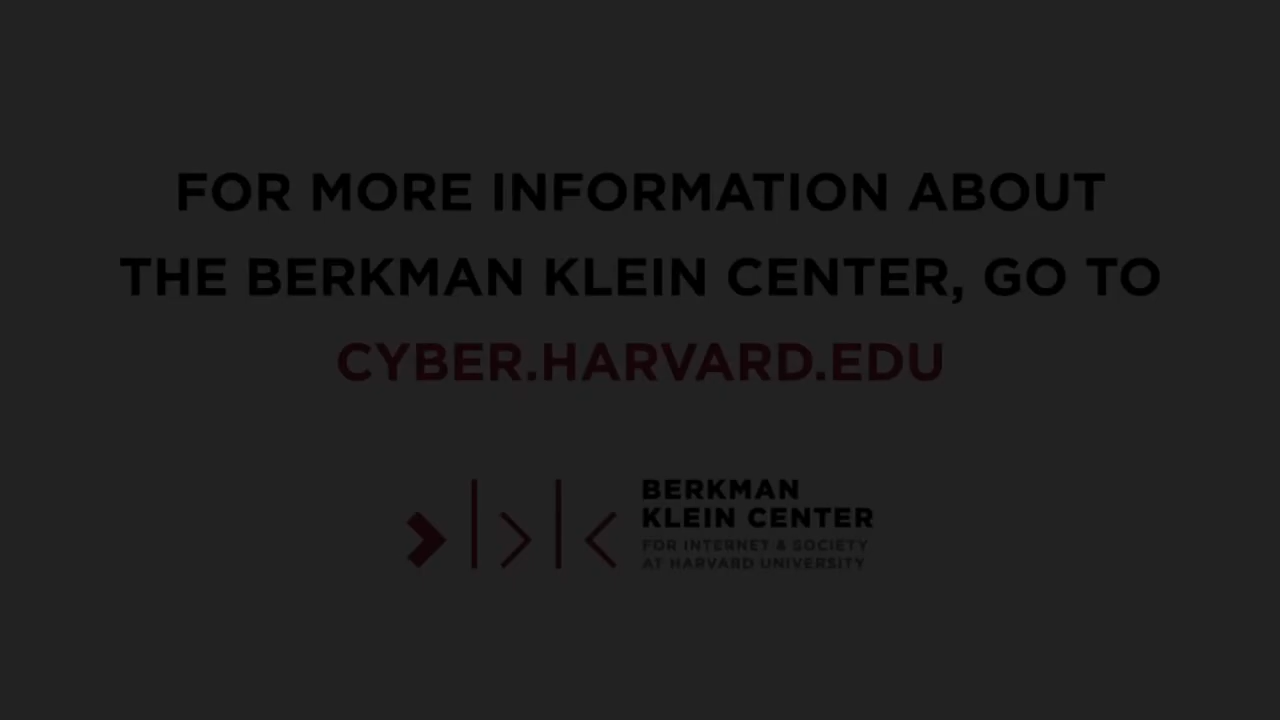 FOR MORE INFORMATION ABOUT
THE BERKMAN KLEIN CENTER, GO TO
CYBER.HARVARD.EDU
BERKMAN
KLEIN CENTER
FOR INTERNET & SOCIETY
AT HARVARD UNIVERSITY